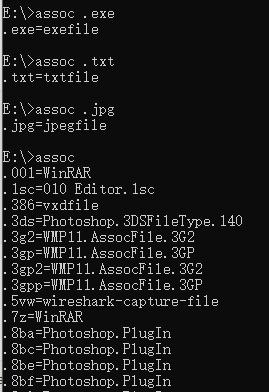 E:\>assoc .exe
.exe=exefile
E:\>assoc .txt
.txt=txtfile
E:\>assoc .jpg
.jpg=jpegfile
E:\>assoc
.001=WinRAR
.1sc=010 Editor.1sc
.386=vxdfile
.3ds=Photoshop.3DSFileType.140
.3g2=WMP11.AssocFile.3G2
.3gp=WMP11.AssocFile.3GP
.3gp2=WMP11.AssocFile.3G2
.3gpp=WMP11.AssocFile.3GP
.5vw=wireshark-capture-file
.7z=WinRAR
.8ba=Photoshop.PlugIn
.8bc=Photoshop.PlugIn
.8be=Photoshop.PlugIn
.8bf=Photoshop.PlugIn